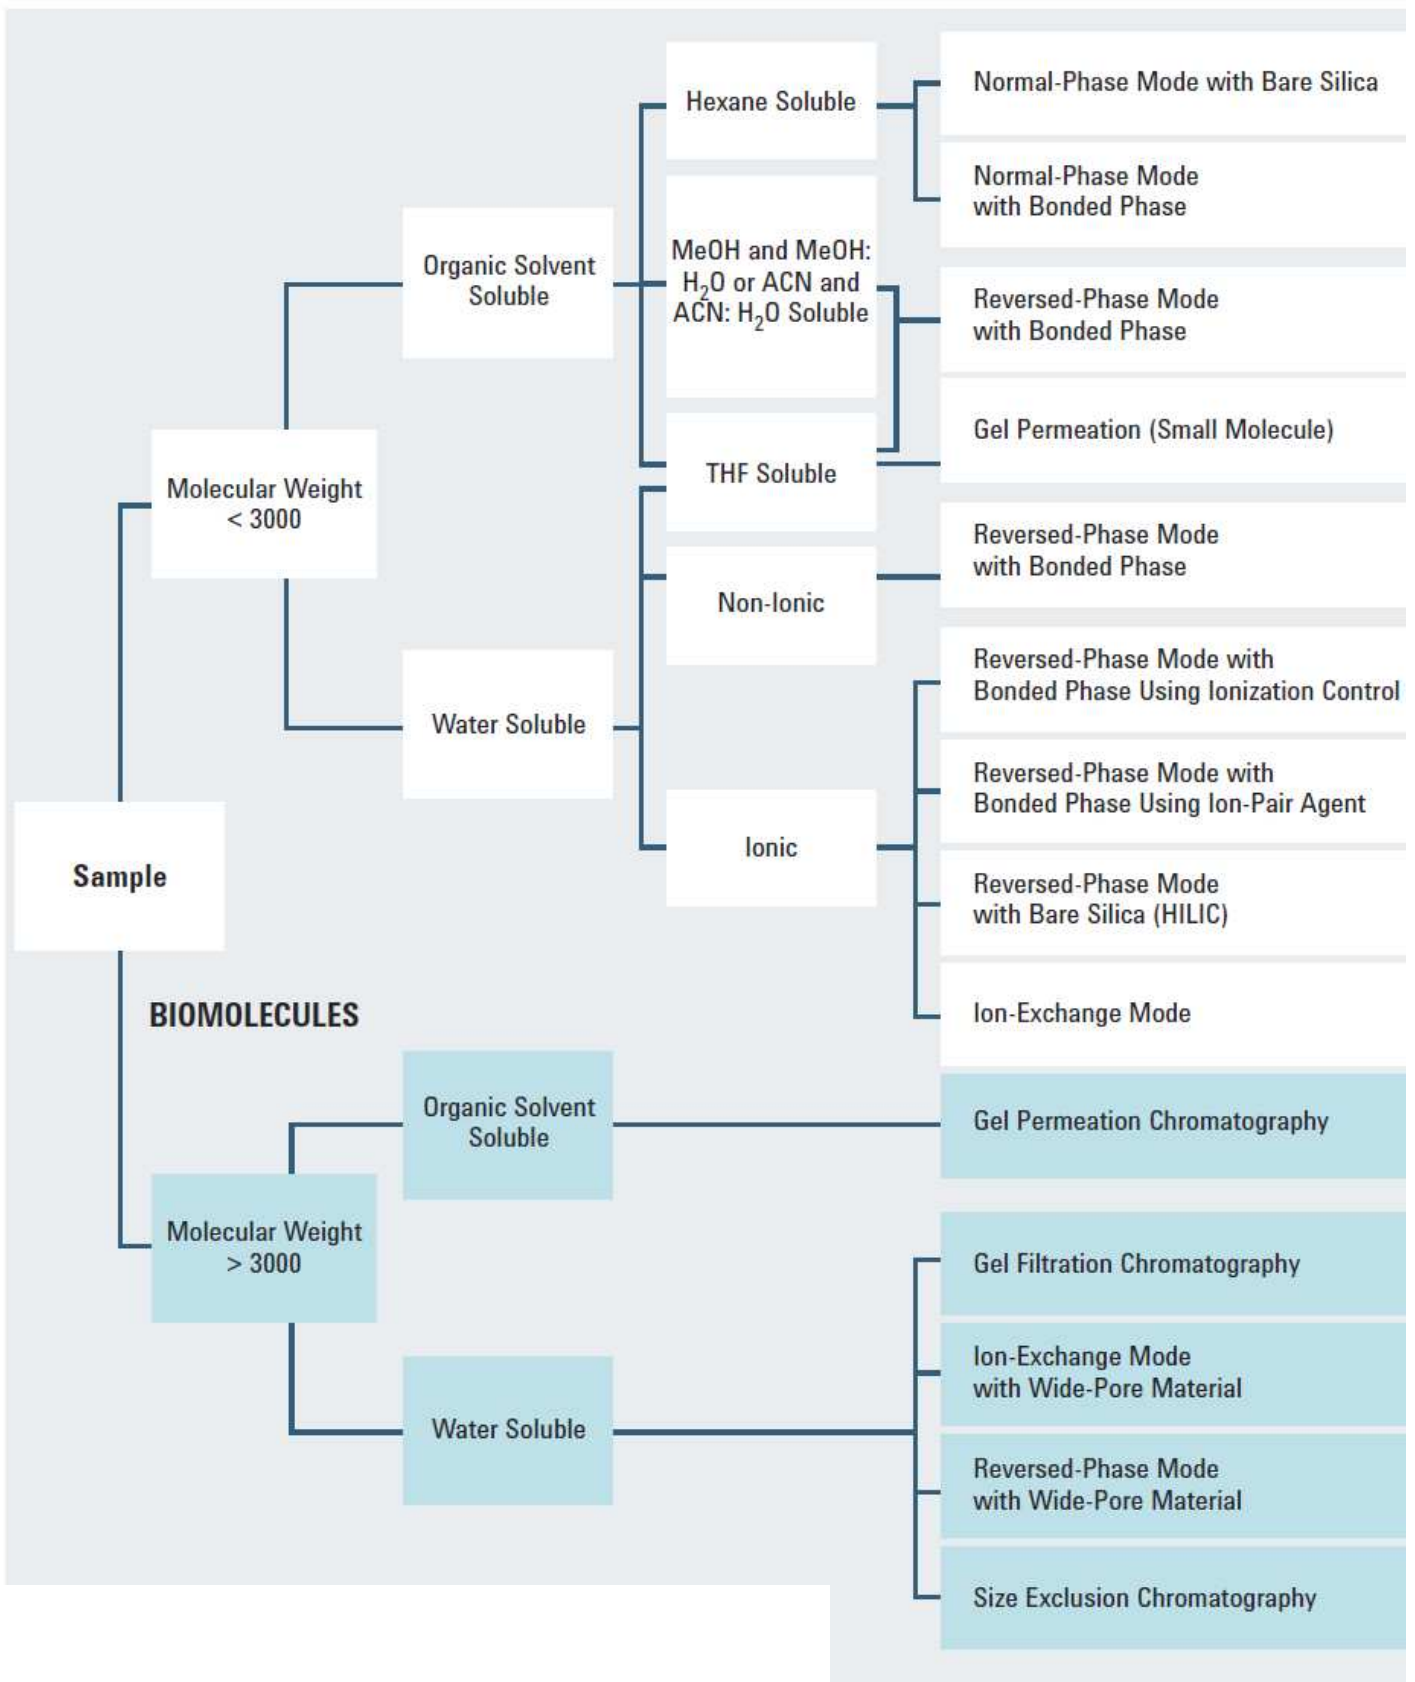 Hexane Soluble
Normal-Phase Mode with Bare Silica
Normal-Phase Mode
with Bonded Phase
Organic Solvent
Soluble
MeOH and MeOH:
H₂O or ACN and
ACN: H₂O Soluble
Reversed-Phase Mode
with Bonded Phase
Gel Permeation (Small Molecule)
THF Soluble
Molecular Weight
< 3000
Reversed-Phase Mode
with Bonded Phase
Non-Ionic
Reversed-Phase Mode with
Bonded Phase Using Ionization Control
Water Soluble
Reversed-Phase Mode with
Bonded Phase Using Ion-Pair Agent
Ionic
Sample
Reversed-Phase Mode
with Bare Silica (HILIC)
Ion-Exchange Mode
BIOMOLECULES
Organic Solvent
Soluble
Gel Permeation Chromatography
Molecular Weight
> 3000
Gel Filtration Chromatography
Ion-Exchange Mode
with Wide-Pore Material
Water Soluble
Reversed-Phase Mode
with Wide-Pore Material
Size Exclusion Chromatography